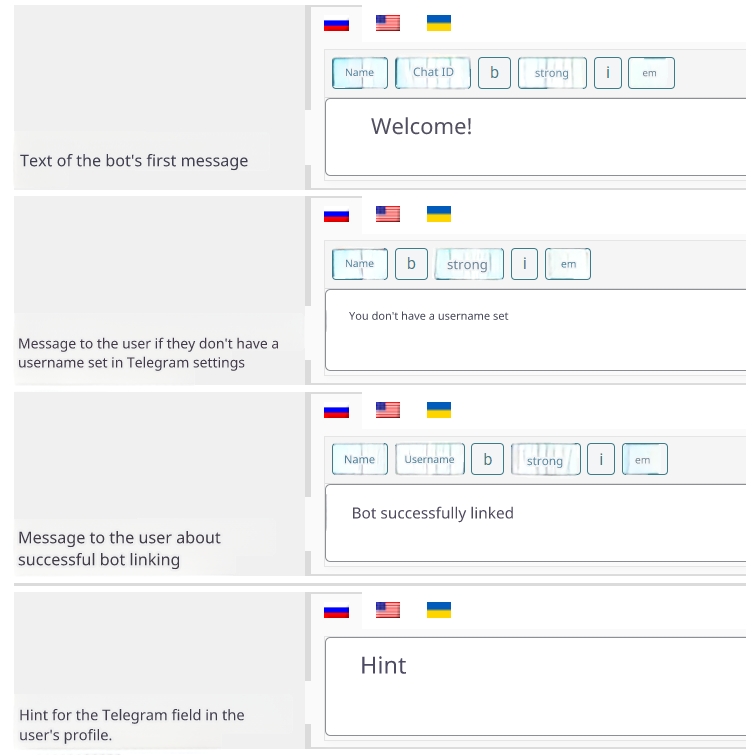 Name Chat ID b strong i em
Welcome!
Text of the bot's first message
Name b strong i em
You don't have a username set
Message to the user if they don't have a
username set in Telegram settings
Name Username b strong i em
Bot successfully linked
Message to the user about
successful bot linking
Hint
Hint for the Telegram field in the
user's profile.